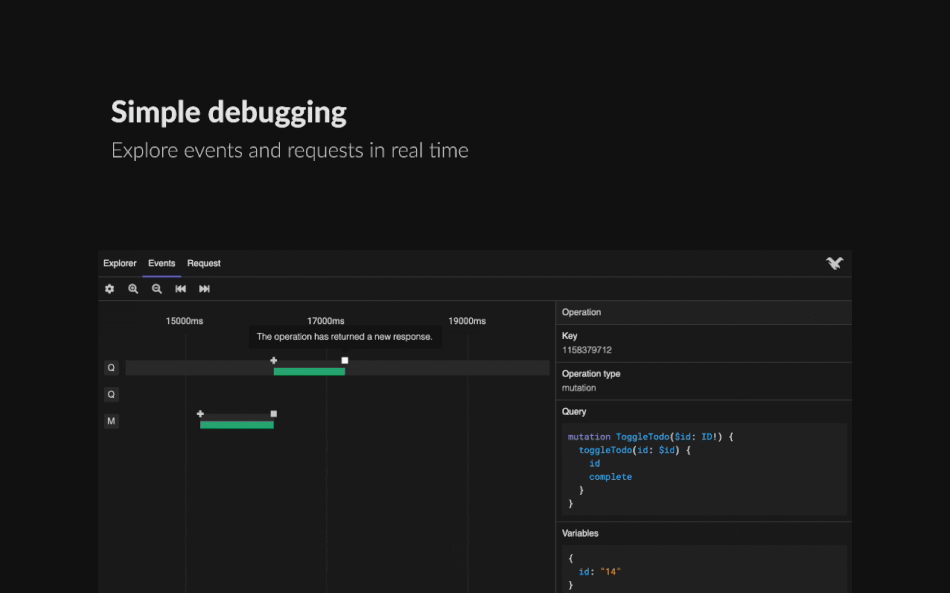 Simple debugging
Explore events and requests in real time
Explorer Events Request
15000ms 17000ms 19000ms
The operation has returned a new response.
Q
Q
M
Operation
Key
1158379712
Operation type
mutation
Query
mutation ToggleTodo($id: ID!) {
toggleTodo(id: $id) {
id
complete
}
}
Variables
{
id: "14"
}